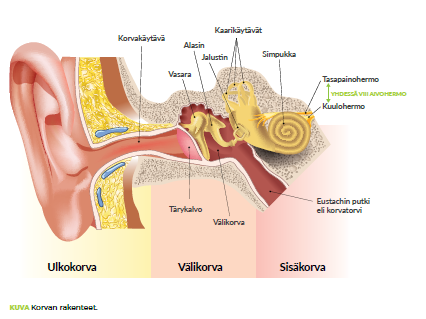 Kaarikäytävät
Korvakäytävä
Alasin
Jalustin
Simpukka
Vasara
Tasapainohermo
YHDESSÄ VIII AIVOHERMO
Kuulohermo
Tärykalvo
Välikorva
Eustachin putki
eli korvatorvi
Ulkokorva
Välikorva
Sisäkorva
KUVA Korvan rakenteet.